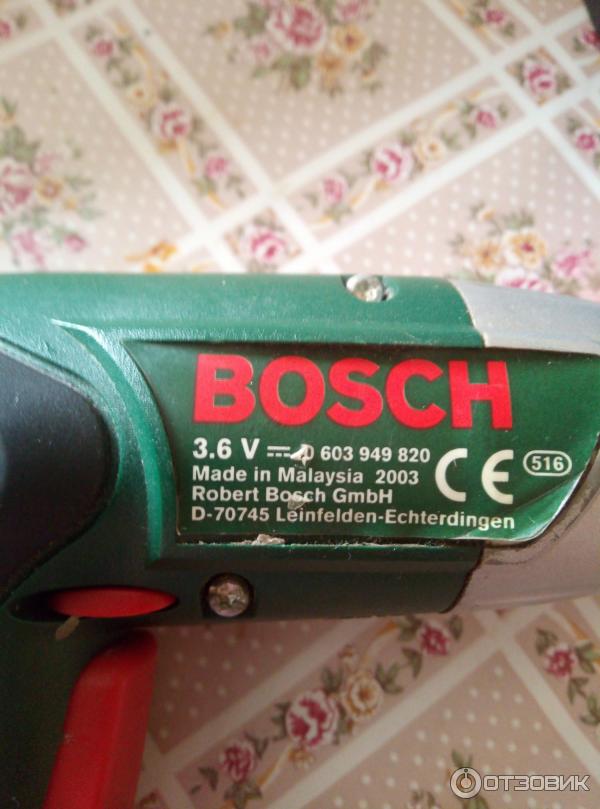 BOSCH
3.6 V ⎓ 0 603 949 820
Made in Malaysia 2003
Robert Bosch GmbH
D-70745 Leinfelden-Echterdingen
CE 516
ОТЗОВИК